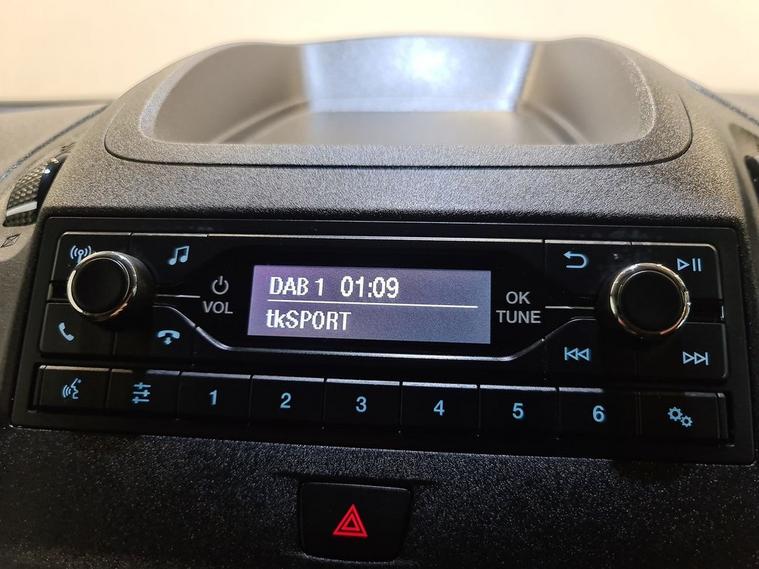 DAB 1 01:09
tkSPORT
VOL
OK
TUNE
1 2 3 4 5 6